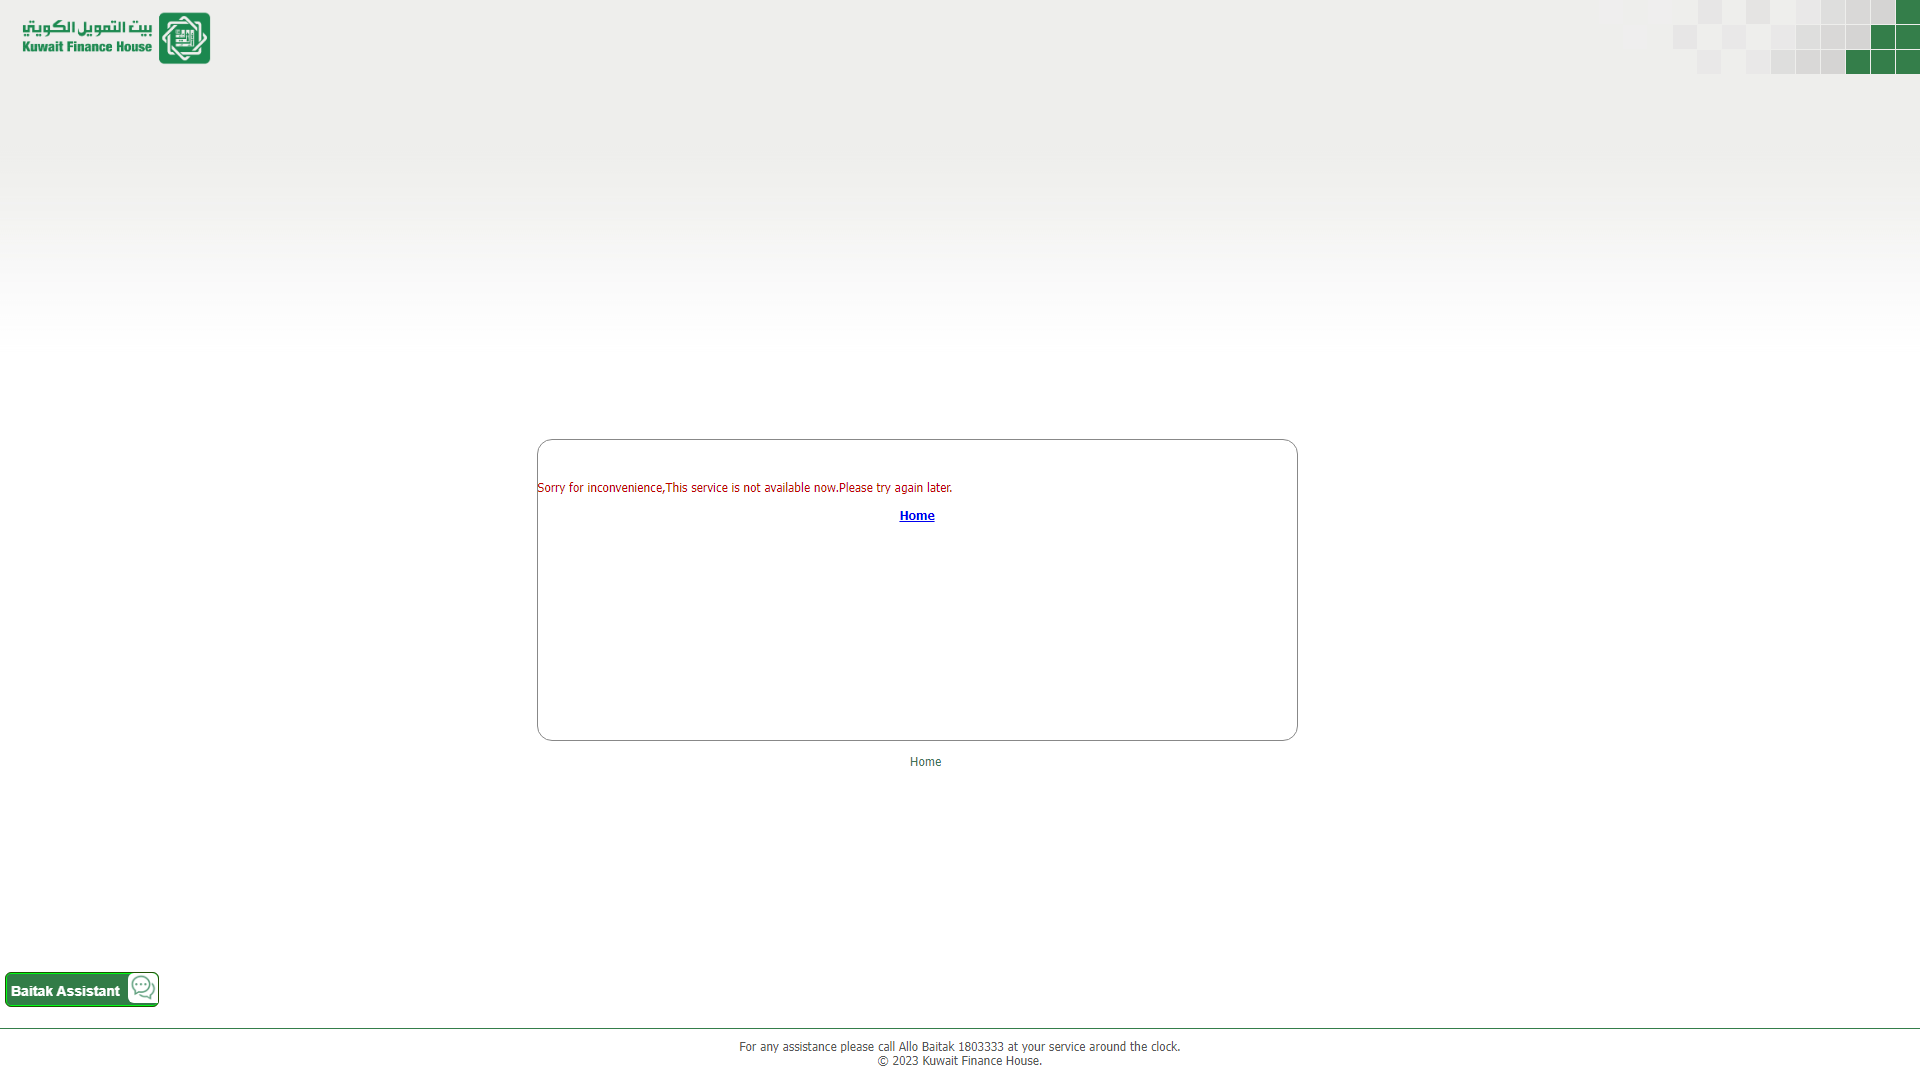 بيت التمويل الكويتي
Kuwait Finance House
Sorry for inconvenience,This service is not available now.Please try again later.
Home
Home
Baitak Assistant
For any assistance please call Allo Baitak 1803333 at your service around the clock.
© 2023 Kuwait Finance House.